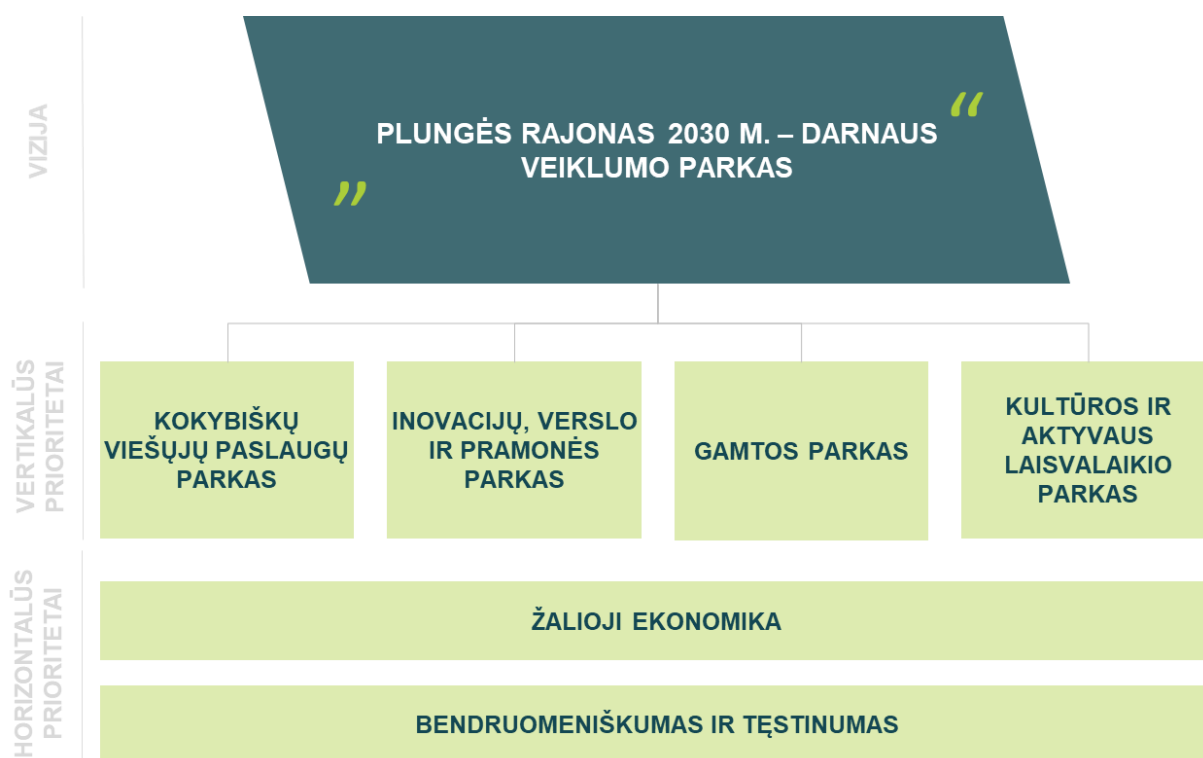 VIZIJA
“
PLUNGĖS RAJONAS 2030 M. – DARNAUS
VEIKLUMO PARKAS
”
VERTIKALŪS
PRIORITETAI
KOKYBIŠKŲ
VIEŠŲJŲ PASLAUGŲ
PARKAS
INOVACIJŲ, VERSLO
IR PRAMONĖS
PARKAS
GAMTOS PARKAS
KULTŪROS IR
AKTYVAUS
LAISVALAIKIO
PARKAS
HORIZONTALŪS
PRIORITETAI
ŽALIOJI EKONOMIKA
BENDRUOMENIŠKUMAS IR TĘSTINUMAS